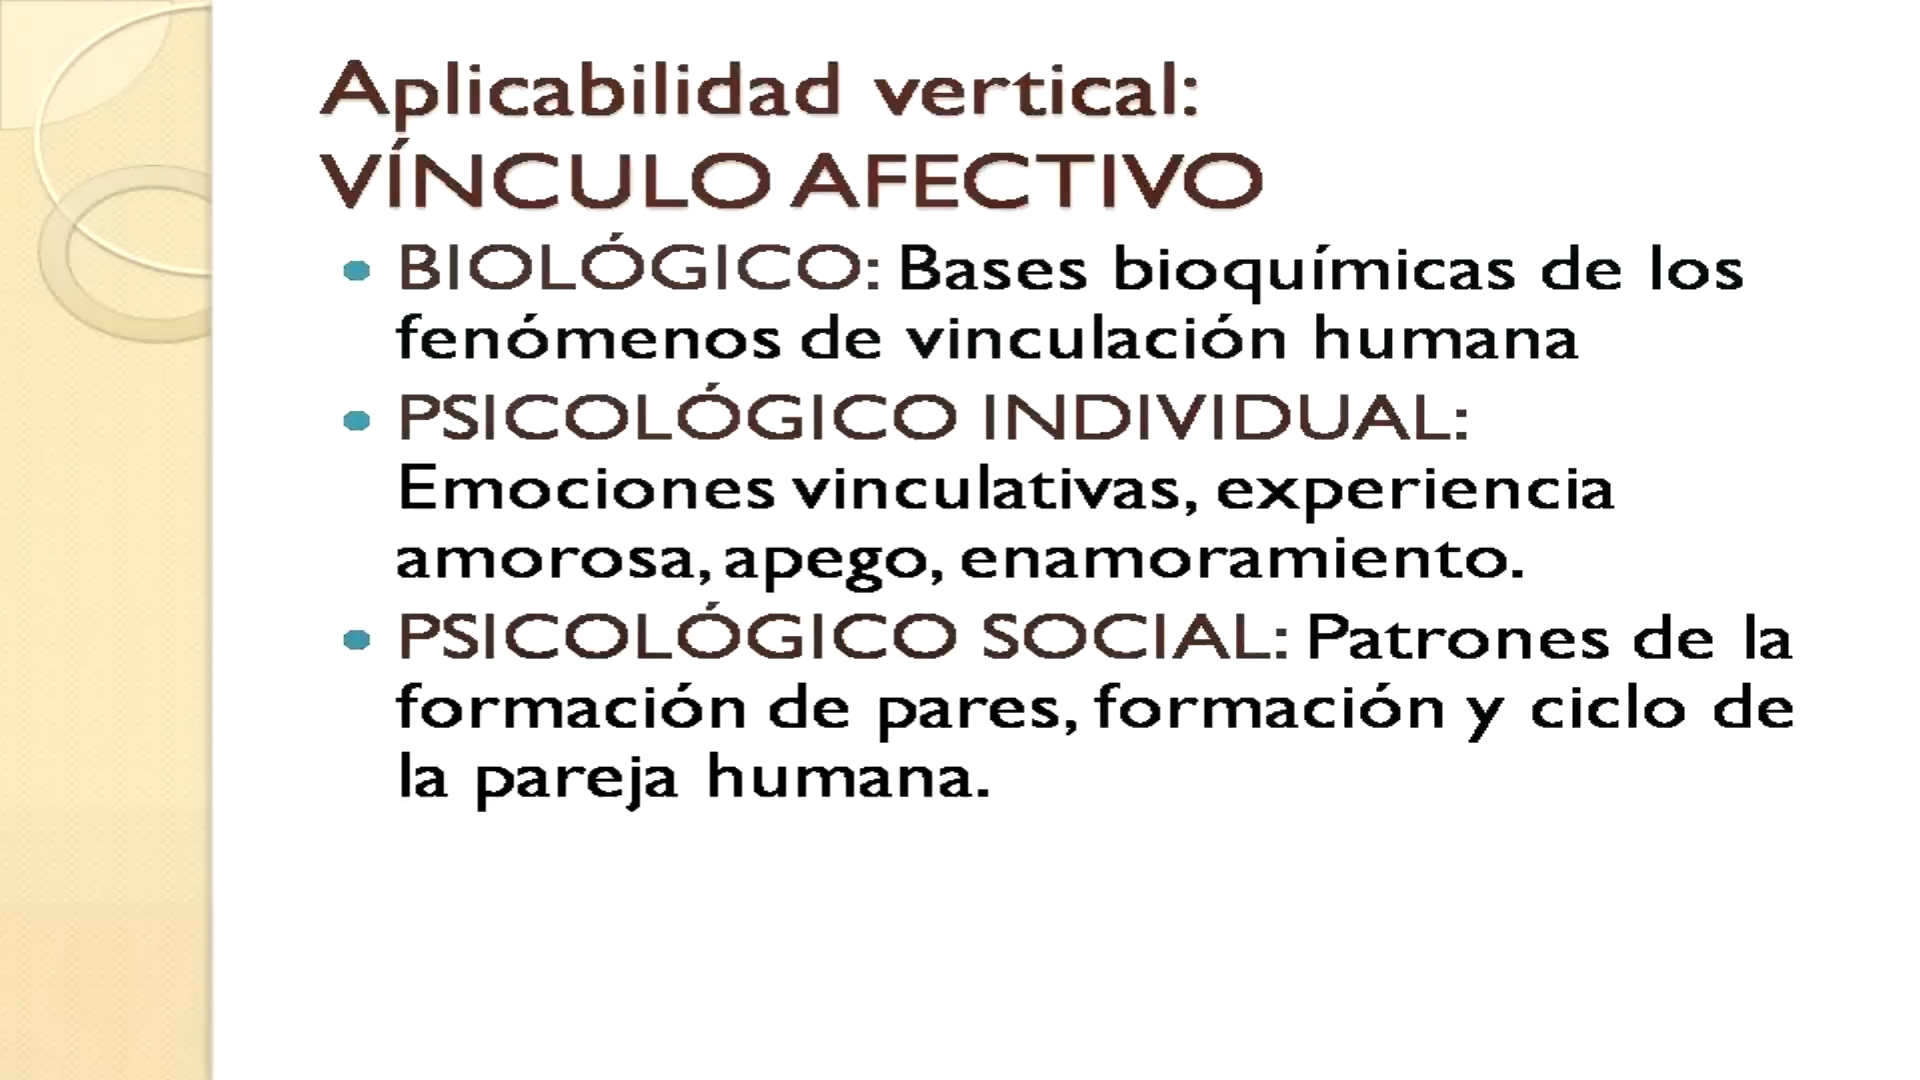 Aplicabilidad vertical:
VÍNCULO AFECTIVO
• BIOLÓGICO: Bases bioquímicas de los
fenómenos de vinculación humana
• PSICOLÓGICO INDIVIDUAL:
Emociones vinculativas, experiencia
amorosa, apego, enamoramiento.
• PSICOLÓGICO SOCIAL: Patrones de la
formación de pares, formación y ciclo de
la pareja humana.